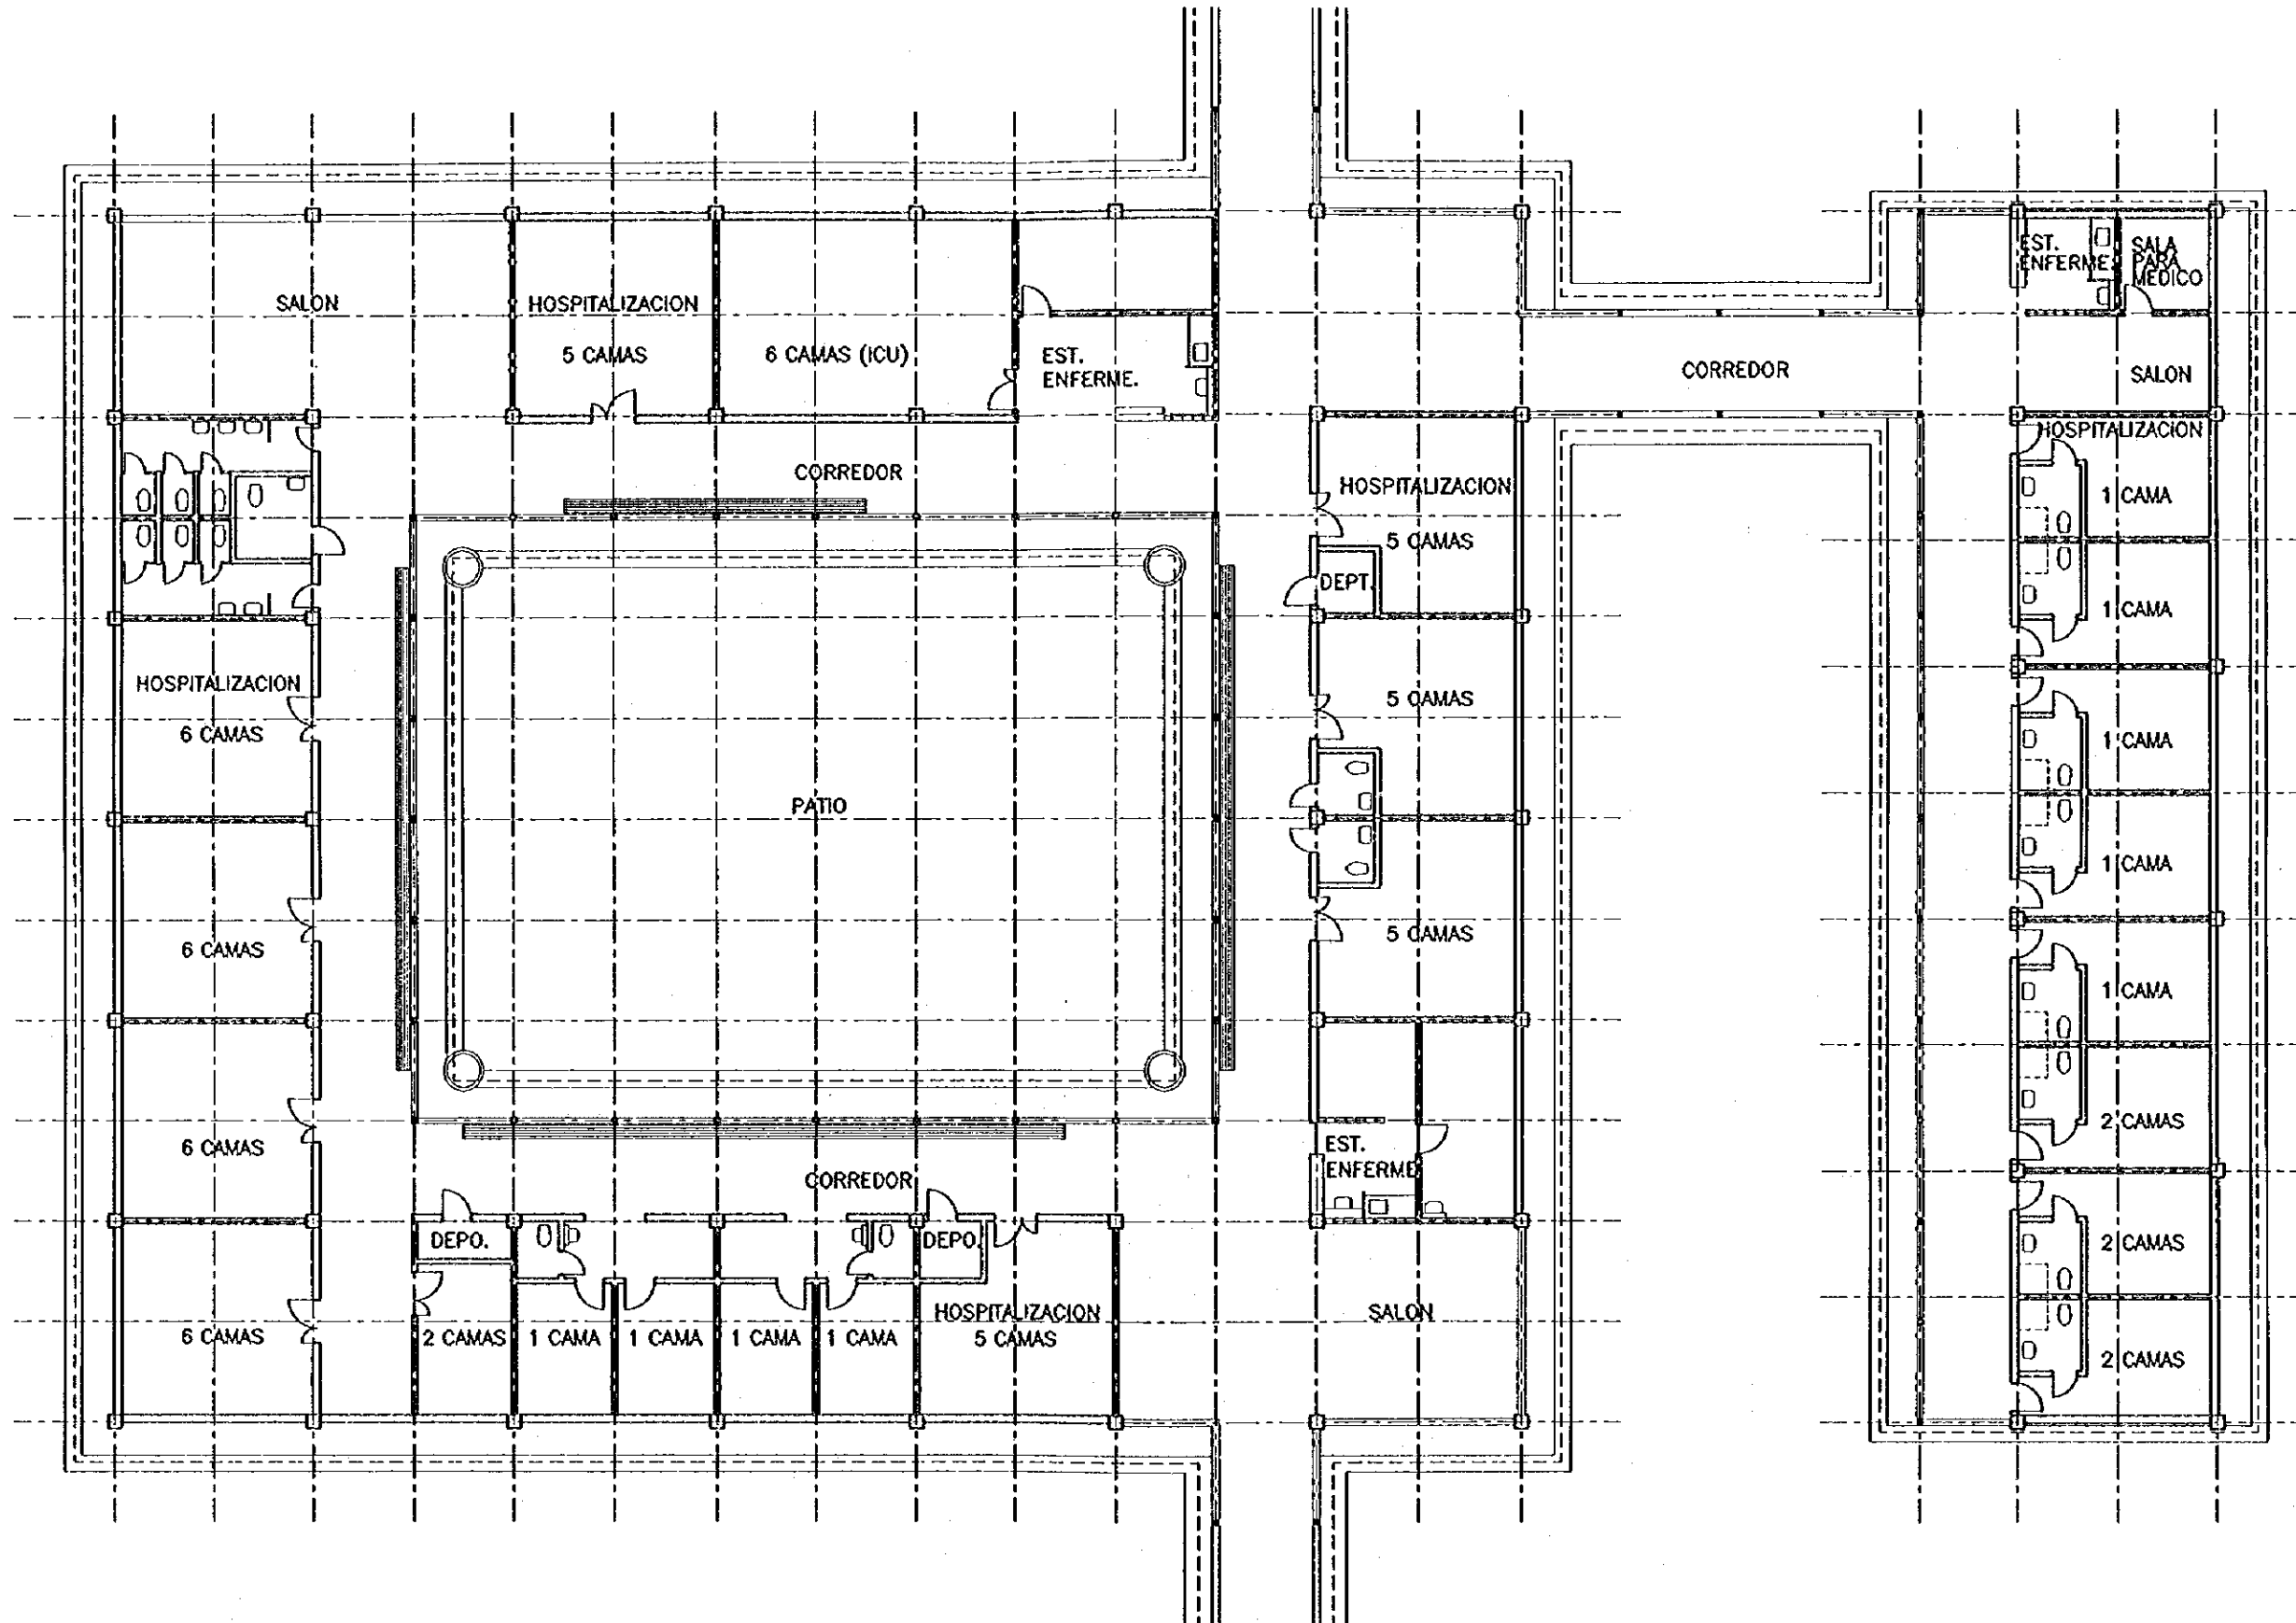 SALON
HOSPITALIZACION
5 CAMAS
6 CAMAS (ICU)
EST.
ENFERME.
CORREDOR
EST.
ENFERME.
SALA
PARA
MEDICO
SALON
CORREDOR
HOSPITALIZACION
5 CAMAS
DEPT.
5 CAMAS
5 CAMAS
EST.
ENFERME
SALON
HOSPITALIZACION
1 CAMA
1 CAMA
1 CAMA
1 CAMA
1 CAMA
2 CAMAS
2 CAMAS
2 CAMAS
HOSPITALIZACION
6 CAMAS
6 CAMAS
6 CAMAS
6 CAMAS
PATIO
CORREDOR
DEPO.
DEPO.
2 CAMAS
1 CAMA
1 CAMA
1 CAMA
1 CAMA
HOSPITALIZACION
5 CAMAS